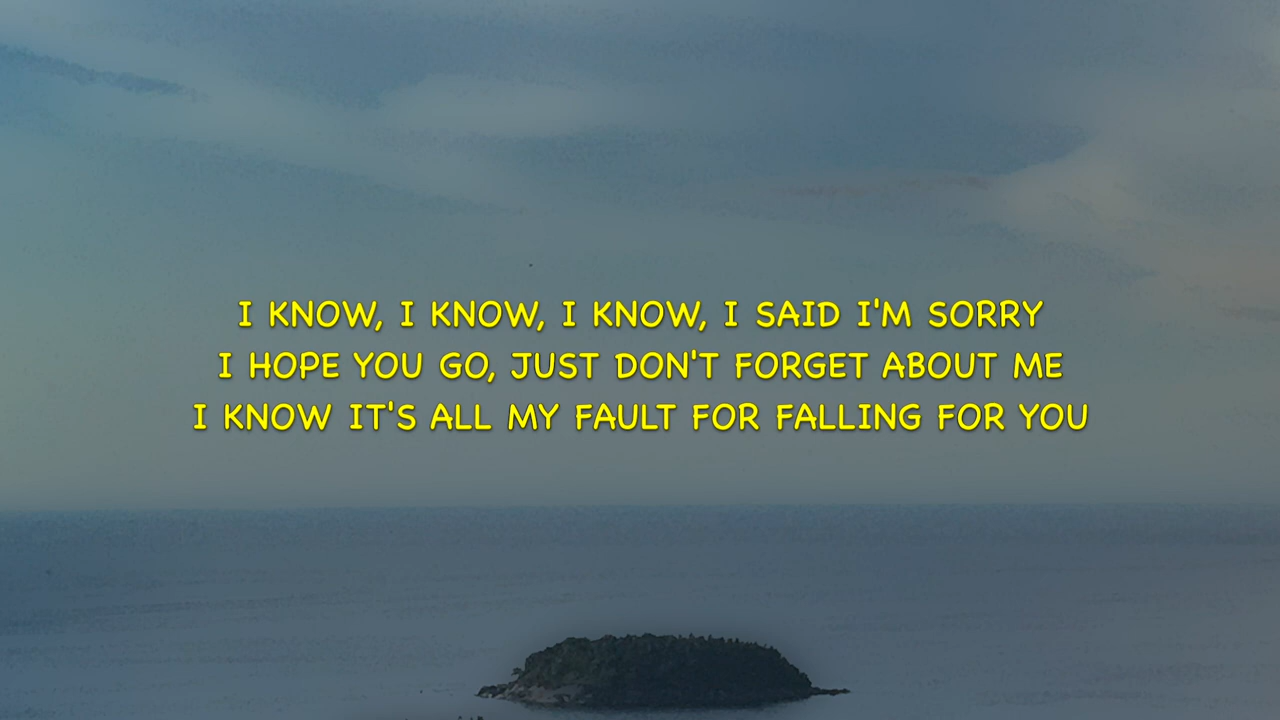 I KNOW, I KNOW, I KNOW, I SAID I'M SORRY
I HOPE YOU GO, JUST DON'T FORGET ABOUT ME
I KNOW IT'S ALL MY FAULT FOR FALLING FOR YOU